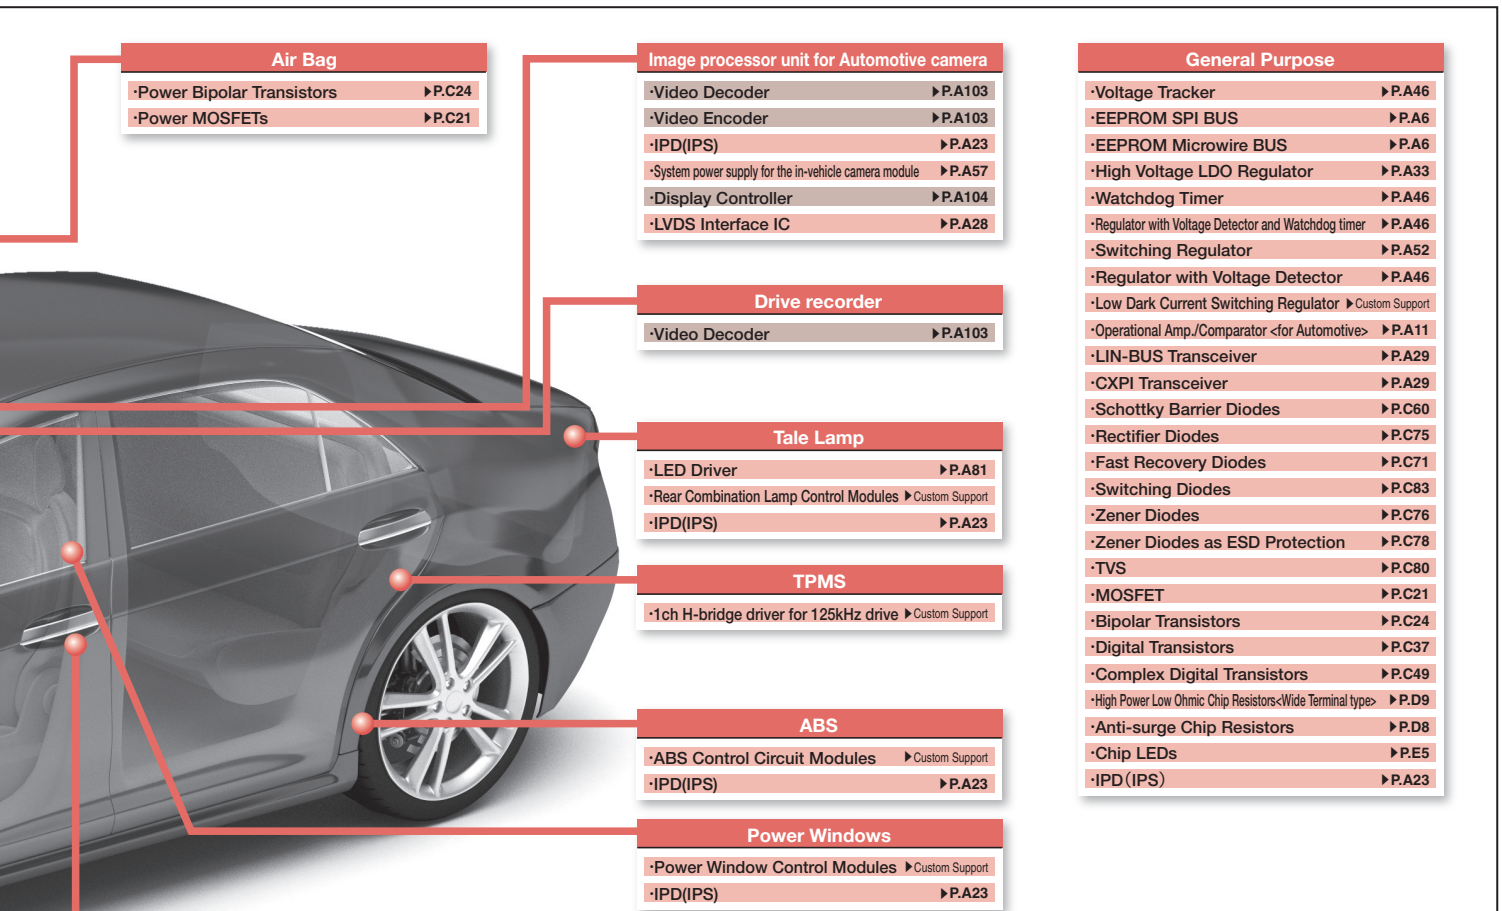 Air Bag
·Power Bipolar Transistors ▶P.C24
·Power MOSFETs ▶P.C21
Image processor unit for Automotive camera
·Video Decoder ▶P.A103
·Video Encoder ▶P.A103
·IPD(IPS) ▶P.A23
·System power supply for the in-vehicle camera module ▶P.A57
·Display Controller ▶P.A104
·LVDS Interface IC ▶P.A28
Drive recorder
·Video Decoder ▶P.A103
Tale Lamp
·LED Driver ▶P.A81
·Rear Combination Lamp Control Modules ▶Custom Support
·IPD(IPS) ▶P.A23
TPMS
·1ch H-bridge driver for 125kHz drive ▶Custom Support
ABS
·ABS Control Circuit Modules ▶Custom Support
·IPD(IPS) ▶P.A23
Power Windows
·Power Window Control Modules ▶Custom Support
·IPD(IPS) ▶P.A23
General Purpose
·Voltage Tracker ▶P.A46
·EEPROM SPI BUS ▶P.A6
·EEPROM Microwire BUS ▶P.A6
·High Voltage LDO Regulator ▶P.A33
·Watchdog Timer ▶P.A46
·Regulator with Voltage Detector and Watchdog timer ▶P.A46
·Switching Regulator ▶P.A52
·Regulator with Voltage Detector ▶P.A46
·Low Dark Current Switching Regulator ▶Custom Support
·Operational Amp./Comparator <for Automotive> ▶P.A11
·LIN-BUS Transceiver ▶P.A29
·CXPI Transceiver ▶P.A29
·Schottky Barrier Diodes ▶P.C60
·Rectifier Diodes ▶P.C75
·Fast Recovery Diodes ▶P.C71
·Switching Diodes ▶P.C83
·Zener Diodes ▶P.C76
·Zener Diodes as ESD Protection ▶P.C78
·TVS ▶P.C80
·MOSFET ▶P.C21
·Bipolar Transistors ▶P.C24
·Digital Transistors ▶P.C37
·Complex Digital Transistors ▶P.C49
·High Power Low Ohmic Chip Resistors<Wide Terminal type> ▶P.D9
·Anti-surge Chip Resistors ▶P.D8
·Chip LEDs ▶P.E5
·IPD（IPS） ▶P.A23